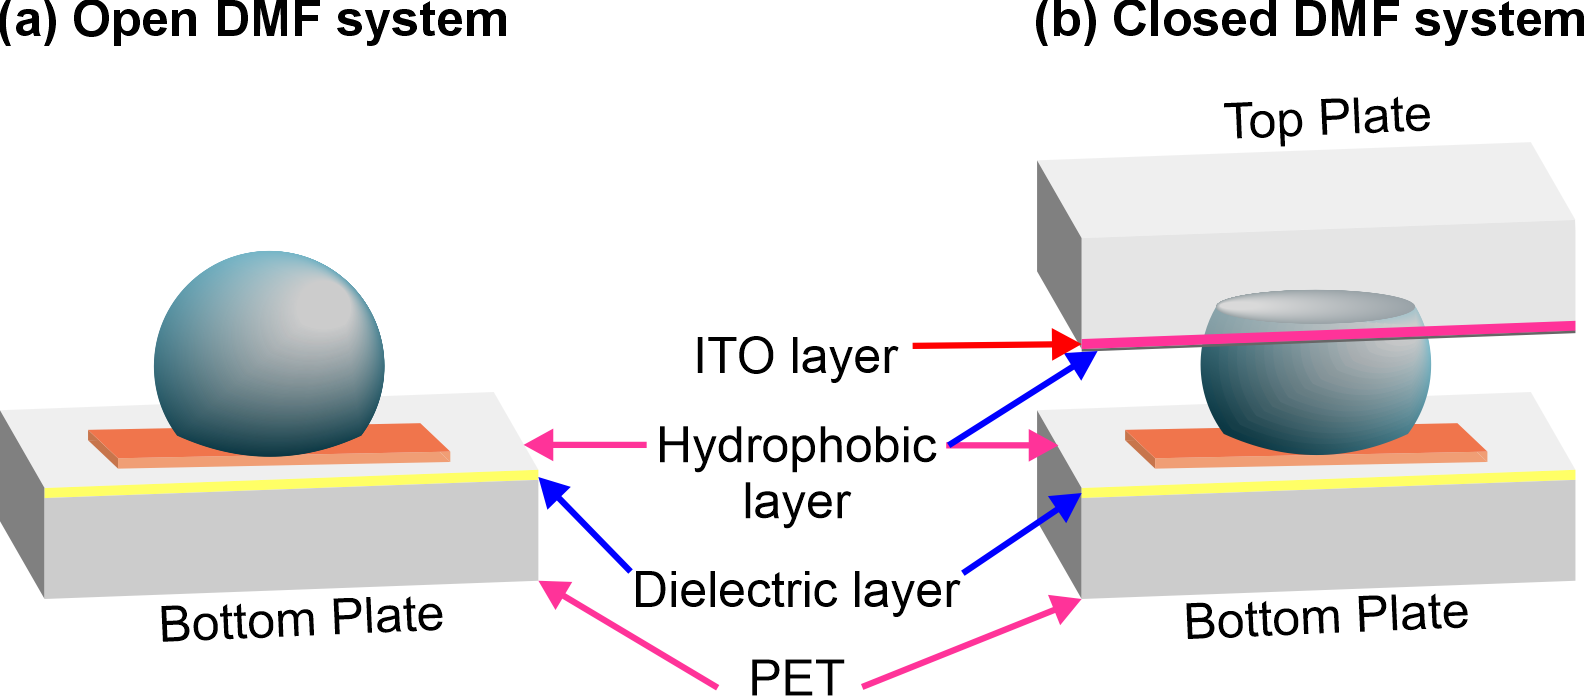 (a) Open DMF system
(b) Closed DMF system
Top Plate
ITO layer
Hydrophobic
layer
Dielectric layer
Bottom Plate
Bottom Plate
PET